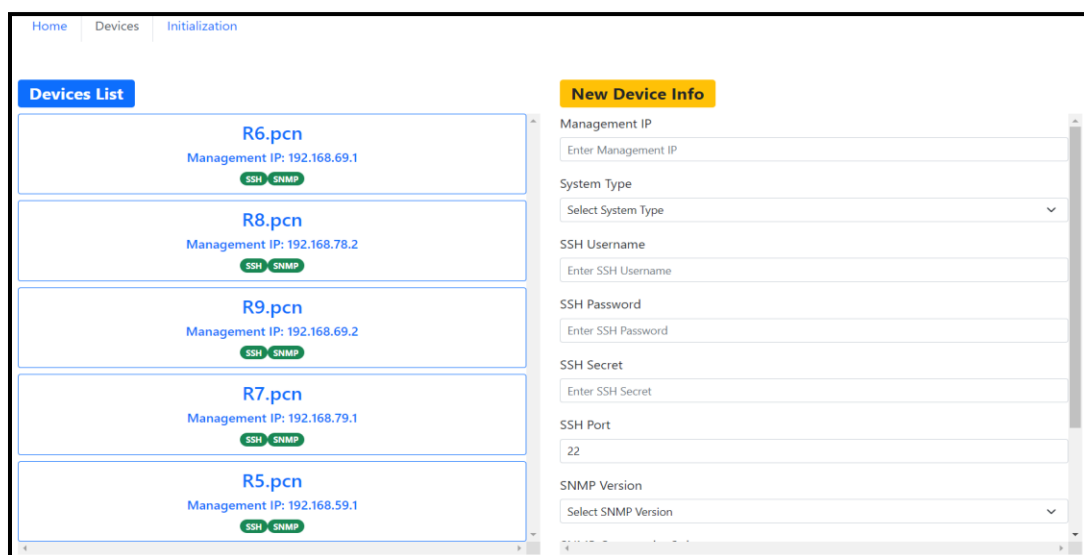 Home Devices Initialization
Devices List
R6.pcn
Management IP: 192.168.69.1
SSH SNMP
R8.pcn
Management IP: 192.168.78.2
SSH SNMP
R9.pcn
Management IP: 192.168.69.2
SSH SNMP
R7.pcn
Management IP: 192.168.79.1
SSH SNMP
R5.pcn
Management IP: 192.168.59.1
SSH SNMP
New Device Info
Management IP
Enter Management IP
System Type
Select System Type
SSH Username
Enter SSH Username
SSH Password
Enter SSH Password
SSH Secret
Enter SSH Secret
SSH Port
22
SNMP Version
Select SNMP Version